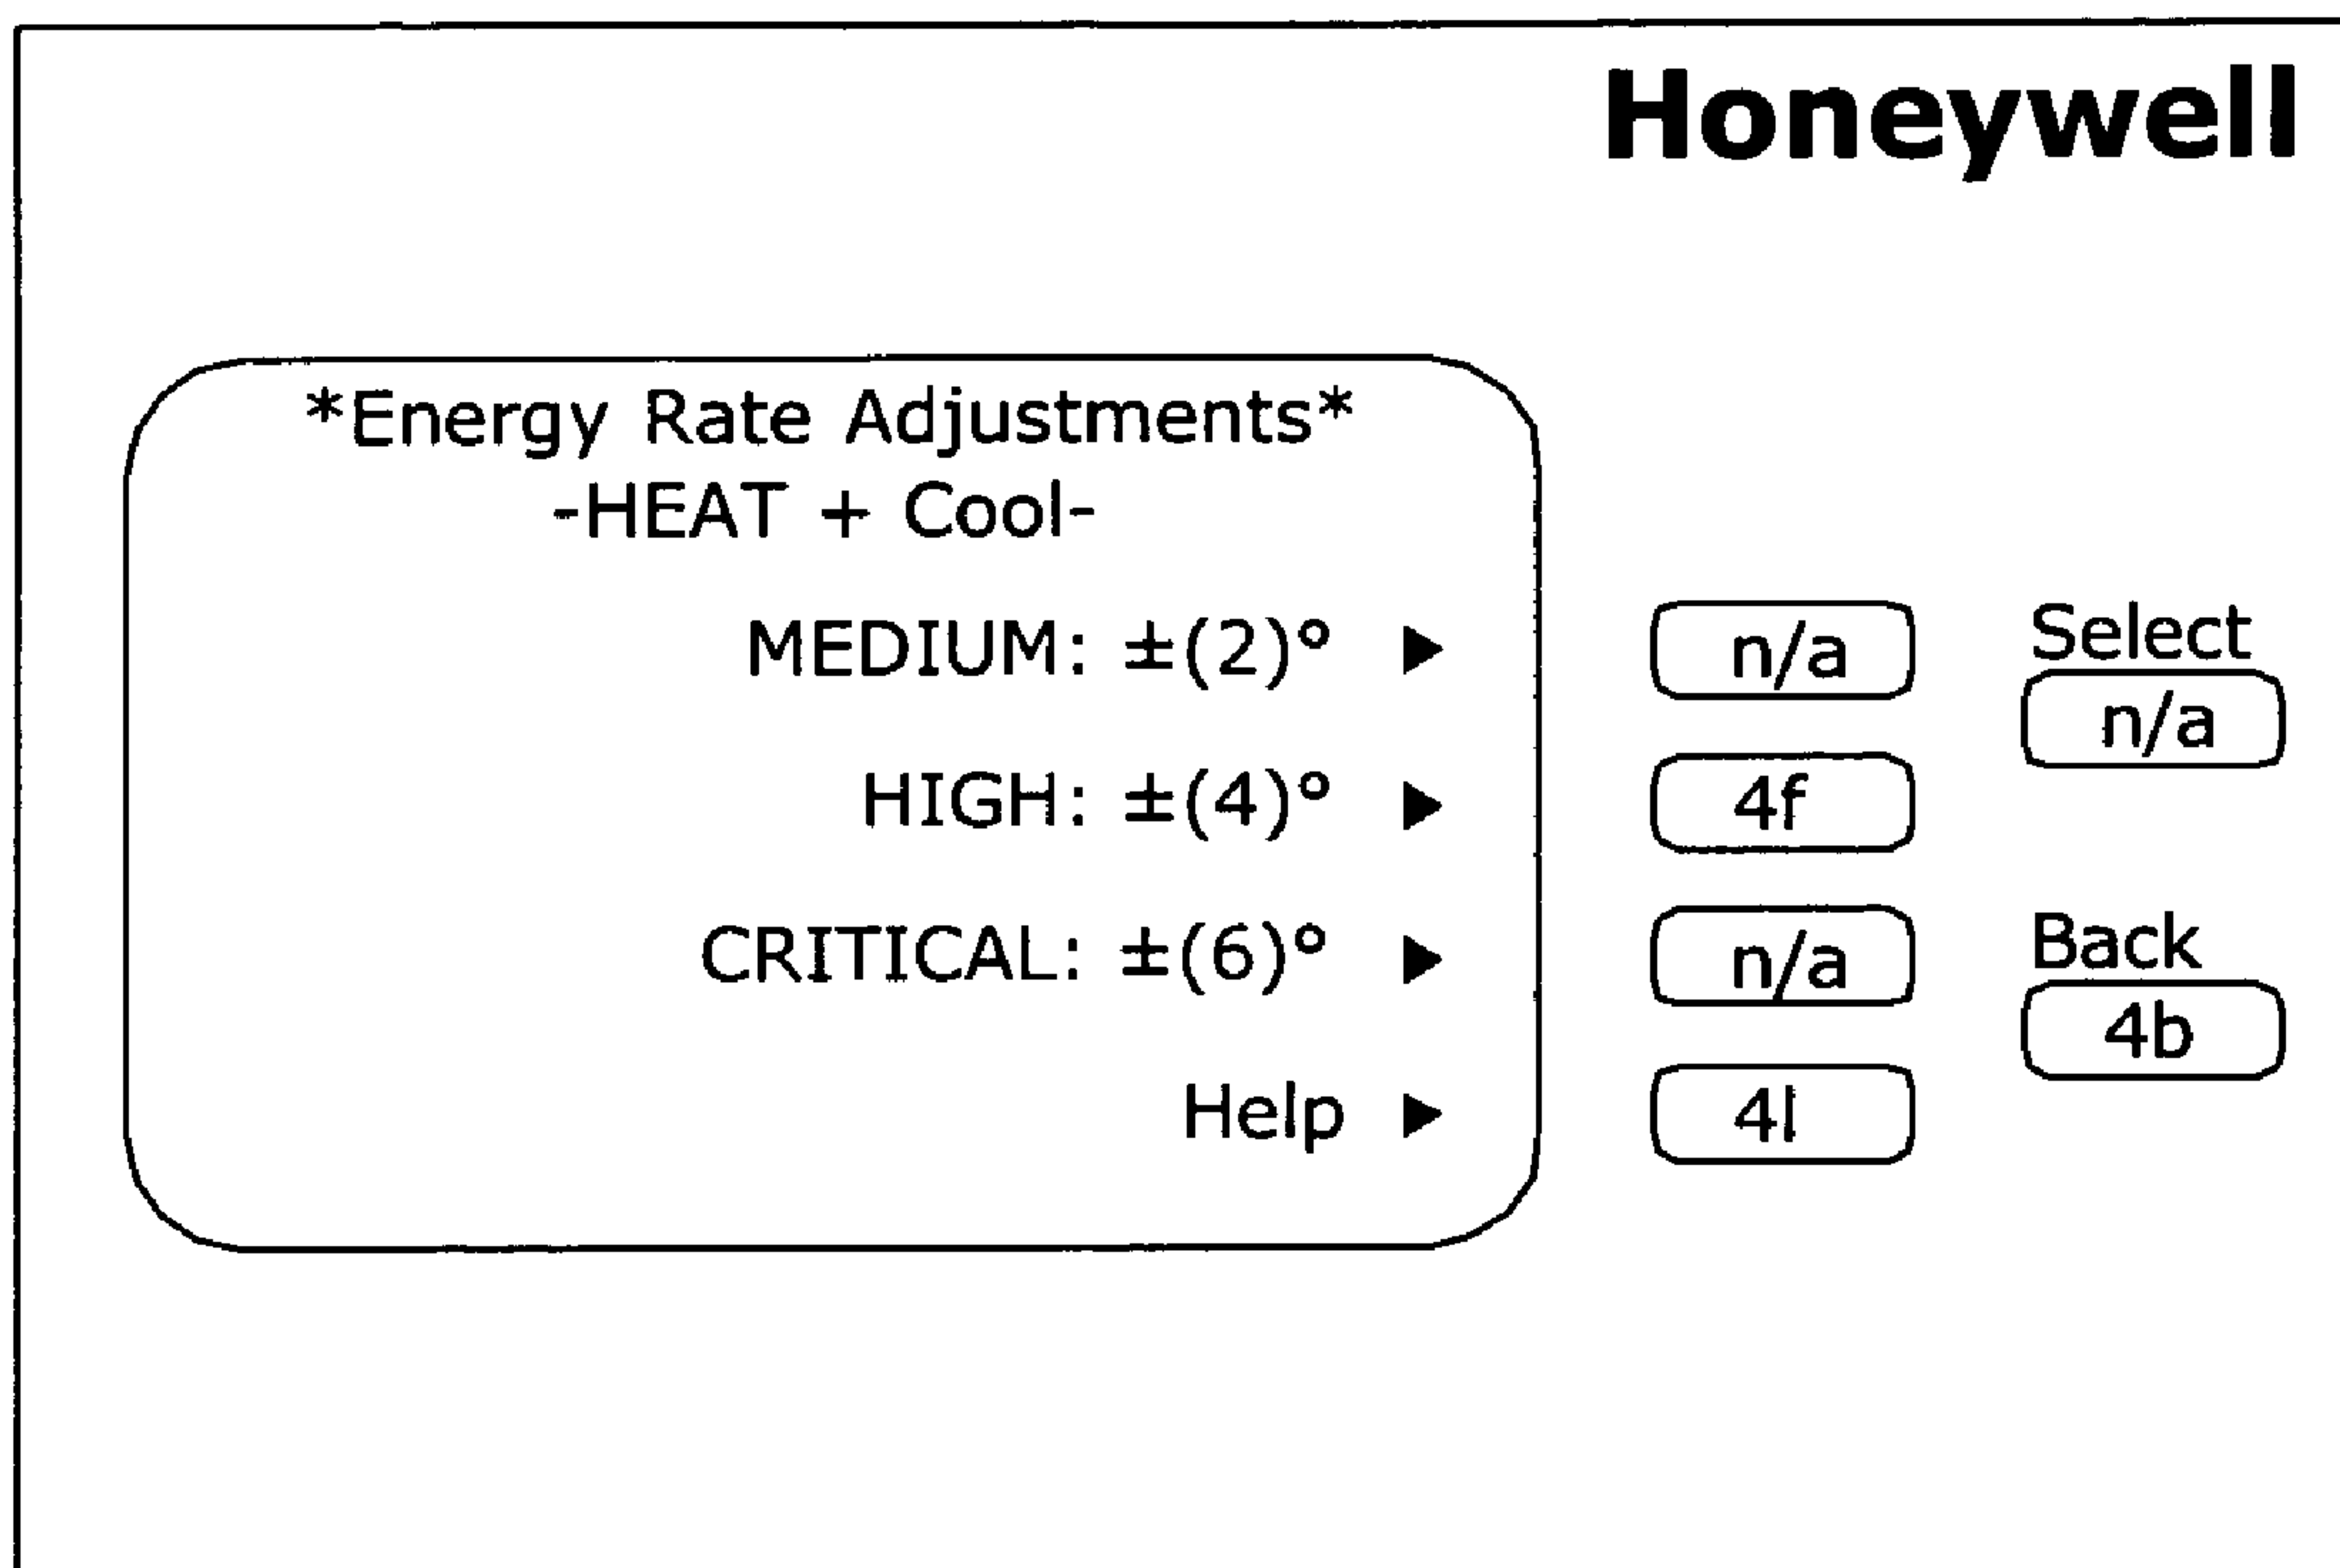 Honeywell
*Energy Rate Adjustments*
-HEAT + Cool-
MEDIUM: ±(2)° ▶ n/a
Select
n/a
HIGH: ±(4)° ▶ 4f
CRITICAL: ±(6)° ▶ n/a
Back
4b
Help ▶ 4l